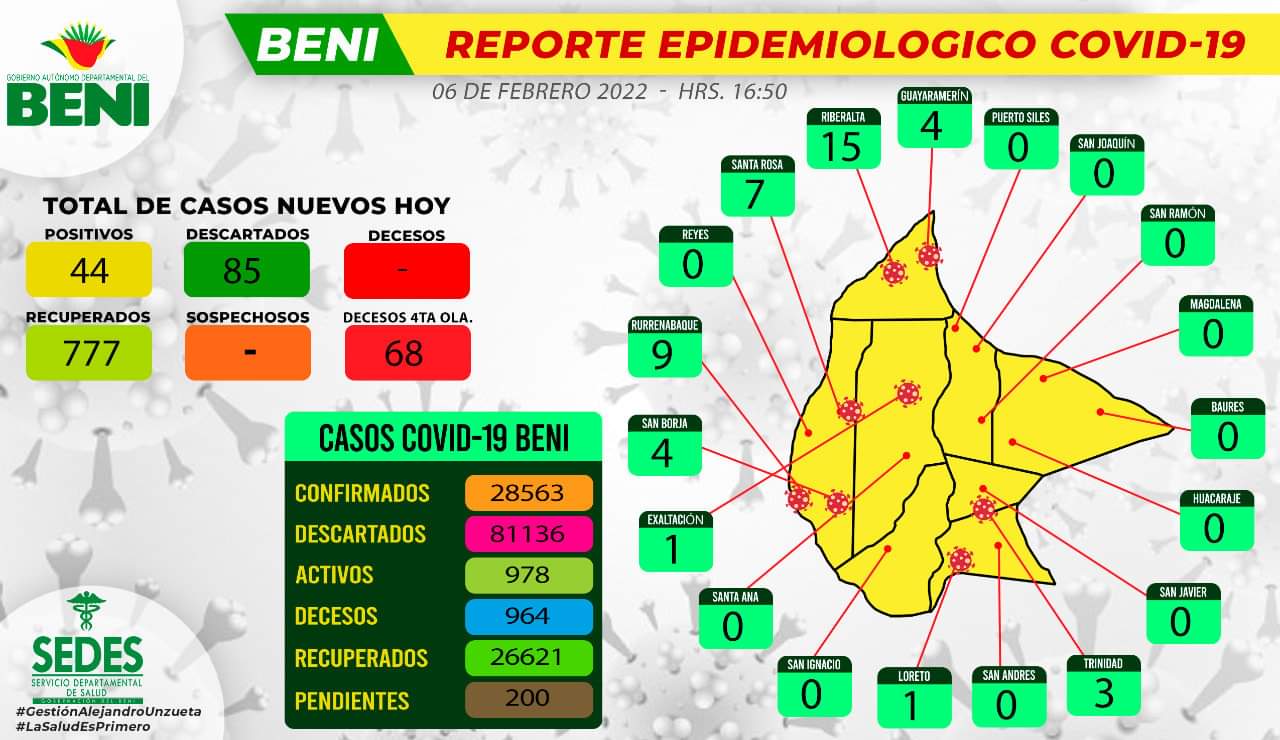 GOBIERNO AUTÓNOMO DEPARTAMENTAL DEL
BENI
BENI
REPORTE EPIDEMIOLOGICO COVID-19
06 DE FEBRERO 2022 - HRS. 16:50
TOTAL DE CASOS NUEVOS HOY
POSITIVOS
44
DESCARTADOS
85
DECESOS
-
RECUPERADOS
777
SOSPECHOSOS
-
DECESOS 4TA OLA.
68
CASOS COVID-19 BENI
CONFIRMADOS 28563
DESCARTADOS 81136
ACTIVOS 978
DECESOS 964
RECUPERADOS 26621
PENDIENTES 200
GUAYARAMERÍN
4
RIBERALTA
15
PUERTO SILES
0
SAN JOAQUÍN
0
SANTA ROSA
7
SAN RAMÓN
0
REYES
0
MAGDALENA
0
RURRENABAQUE
9
BAURES
0
SAN BORJA
4
HUACARAJE
0
EXALTACIÓN
1
SAN JAVIER
0
SANTA ANA
0
SAN IGNACIO
0
LORETO
1
SAN ANDRES
0
TRINIDAD
3
SEDES
SERVICIO DEPARTAMENTAL
DE SALUD
GOBERNACIÓN DEL BENI
#GestiónAlejandroUnzueta
#LaSaludEsPrimero